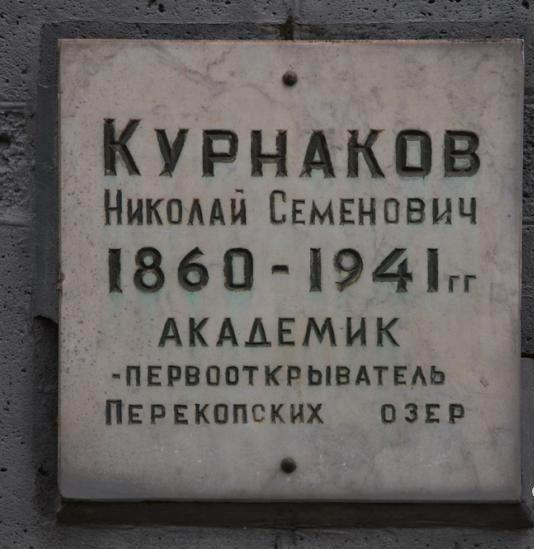 КУРНАКОВ
НИКОЛАЙ СЕМЕНОВИЧ
1860-1941гг
АКАДЕМИК
-ПЕРВООТКРЫВАТЕЛЬ
ПЕРЕКОПСКИХ ОЗЕР